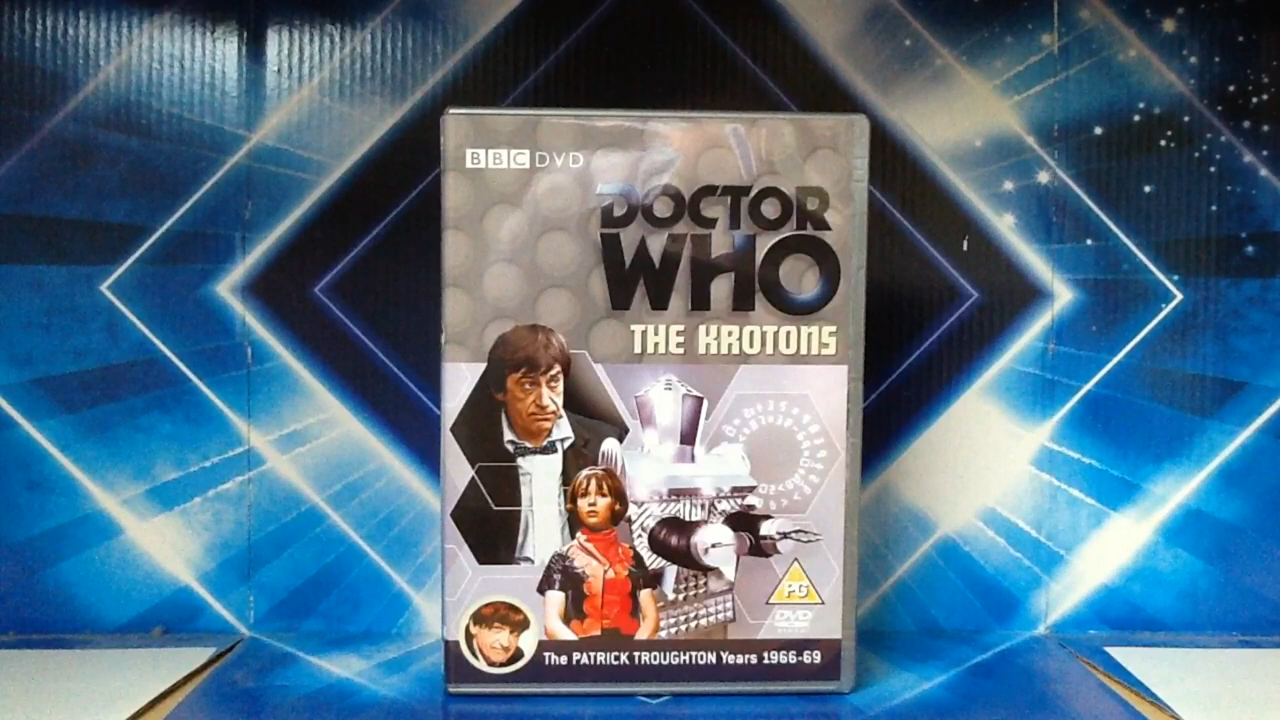 BBC DVD
DOCTOR
WHO
THE KROTONS
PG
DVD
The PATRICK TROUGHTON Years 1966-69